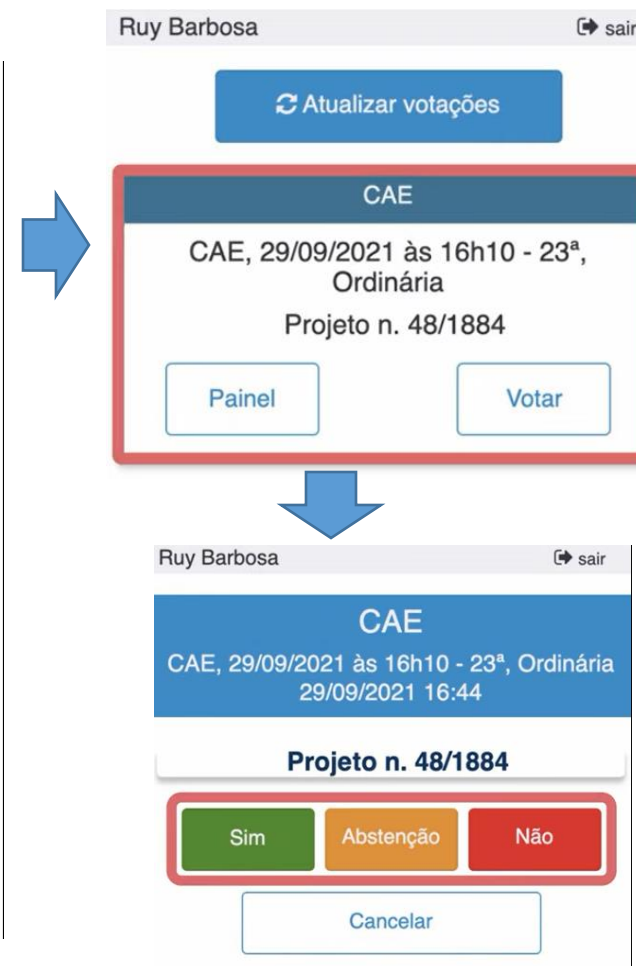 Ruy Barbosa sair
Atualizar votações
CAE
CAE, 29/09/2021 às 16h10 - 23ª,
Ordinária
Projeto n. 48/1884
Painel Votar
Ruy Barbosa sair
CAE
CAE, 29/09/2021 às 16h10 - 23ª, Ordinária
29/09/2021 16:44
Projeto n. 48/1884
Sim Abstenção Não
Cancelar